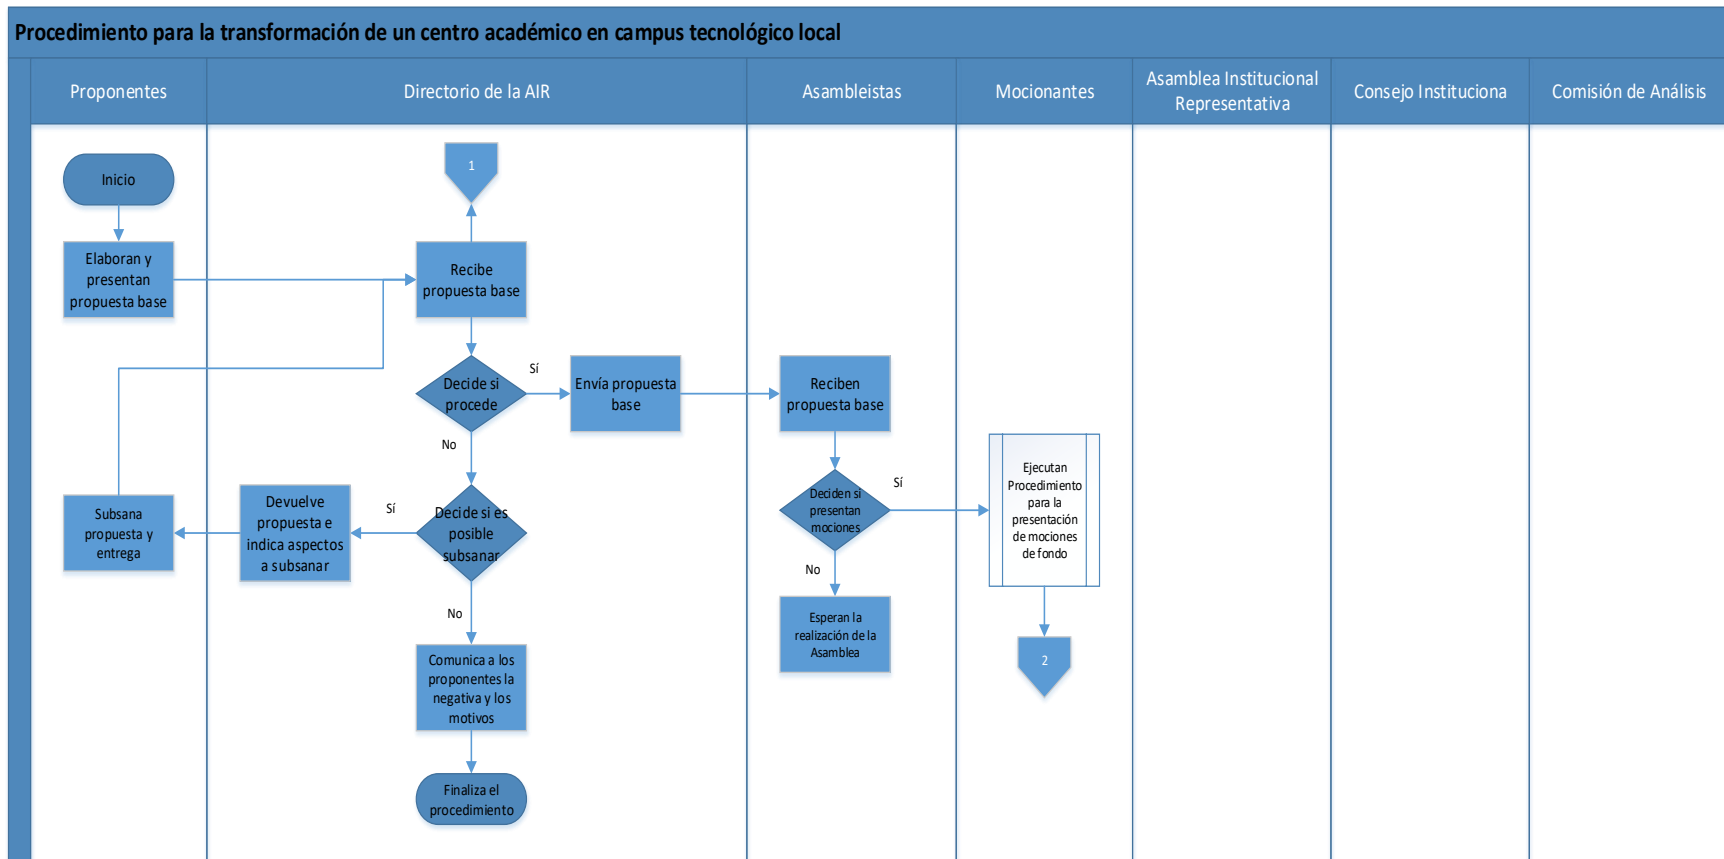 Procedimiento para la transformación de un centro académico en campus tecnológico local
Proponentes
Directorio de la AIR
Asambleistas
Mocionantes
Asamblea Institucional
Representativa
Consejo Instituciona
Comisión de Análisis
Inicio
1
Elaboran y
presentan
propuesta base
Recibe
propuesta base
Decide si
procede
Sí
No
Envía propuesta
base
Reciben
propuesta base
Deciden si
presentan
mociones
Sí
No
Ejecutan
Procedimiento
para la
presentación
de mociones
de fondo
Subsana
propuesta y
entrega
Devuelve
propuesta e
indica aspectos
a subsanar
Sí
Decide si es
posible
subsanar
No
Esperan la
realización de la
Asamblea
2
Comunica a los
proponentes la
negativa y los
motivos
Finaliza el
procedimiento